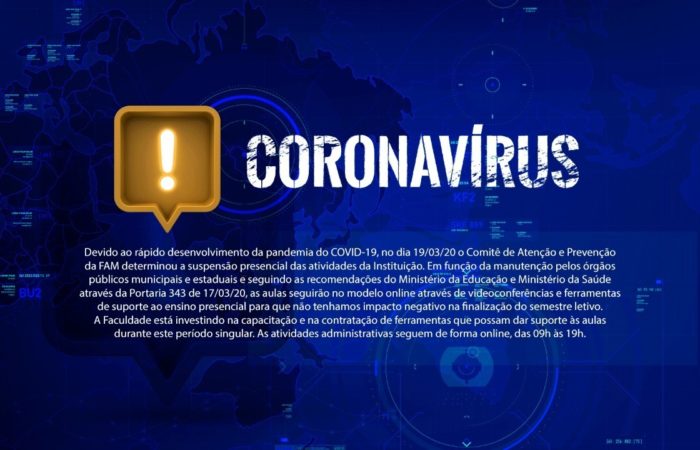 !
CORONAVÍRUS
Devido ao rápido desenvolvimento da pandemia do COVID-19, no dia 19/03/20 o Comitê de Atenção e Prevenção
da FAM determinou a suspensão presencial das atividades da Instituição. Em função da manutenção pelos órgãos
públicos municipais e estaduais e seguindo as recomendações do Ministério da Educação e Ministério da Saúde
através da Portaria 343 de 17/03/20, as aulas seguirão no modelo online através de videoconferências e ferramentas
de suporte ao ensino presencial para que não tenhamos impacto negativo na finalização do semestre letivo.
A Faculdade está investindo na capacitação e na contratação de ferramentas que possam dar suporte às aulas
durante este período singular. As atividades administrativas seguem de forma online, das 09h às 19h.
KF2
BU2